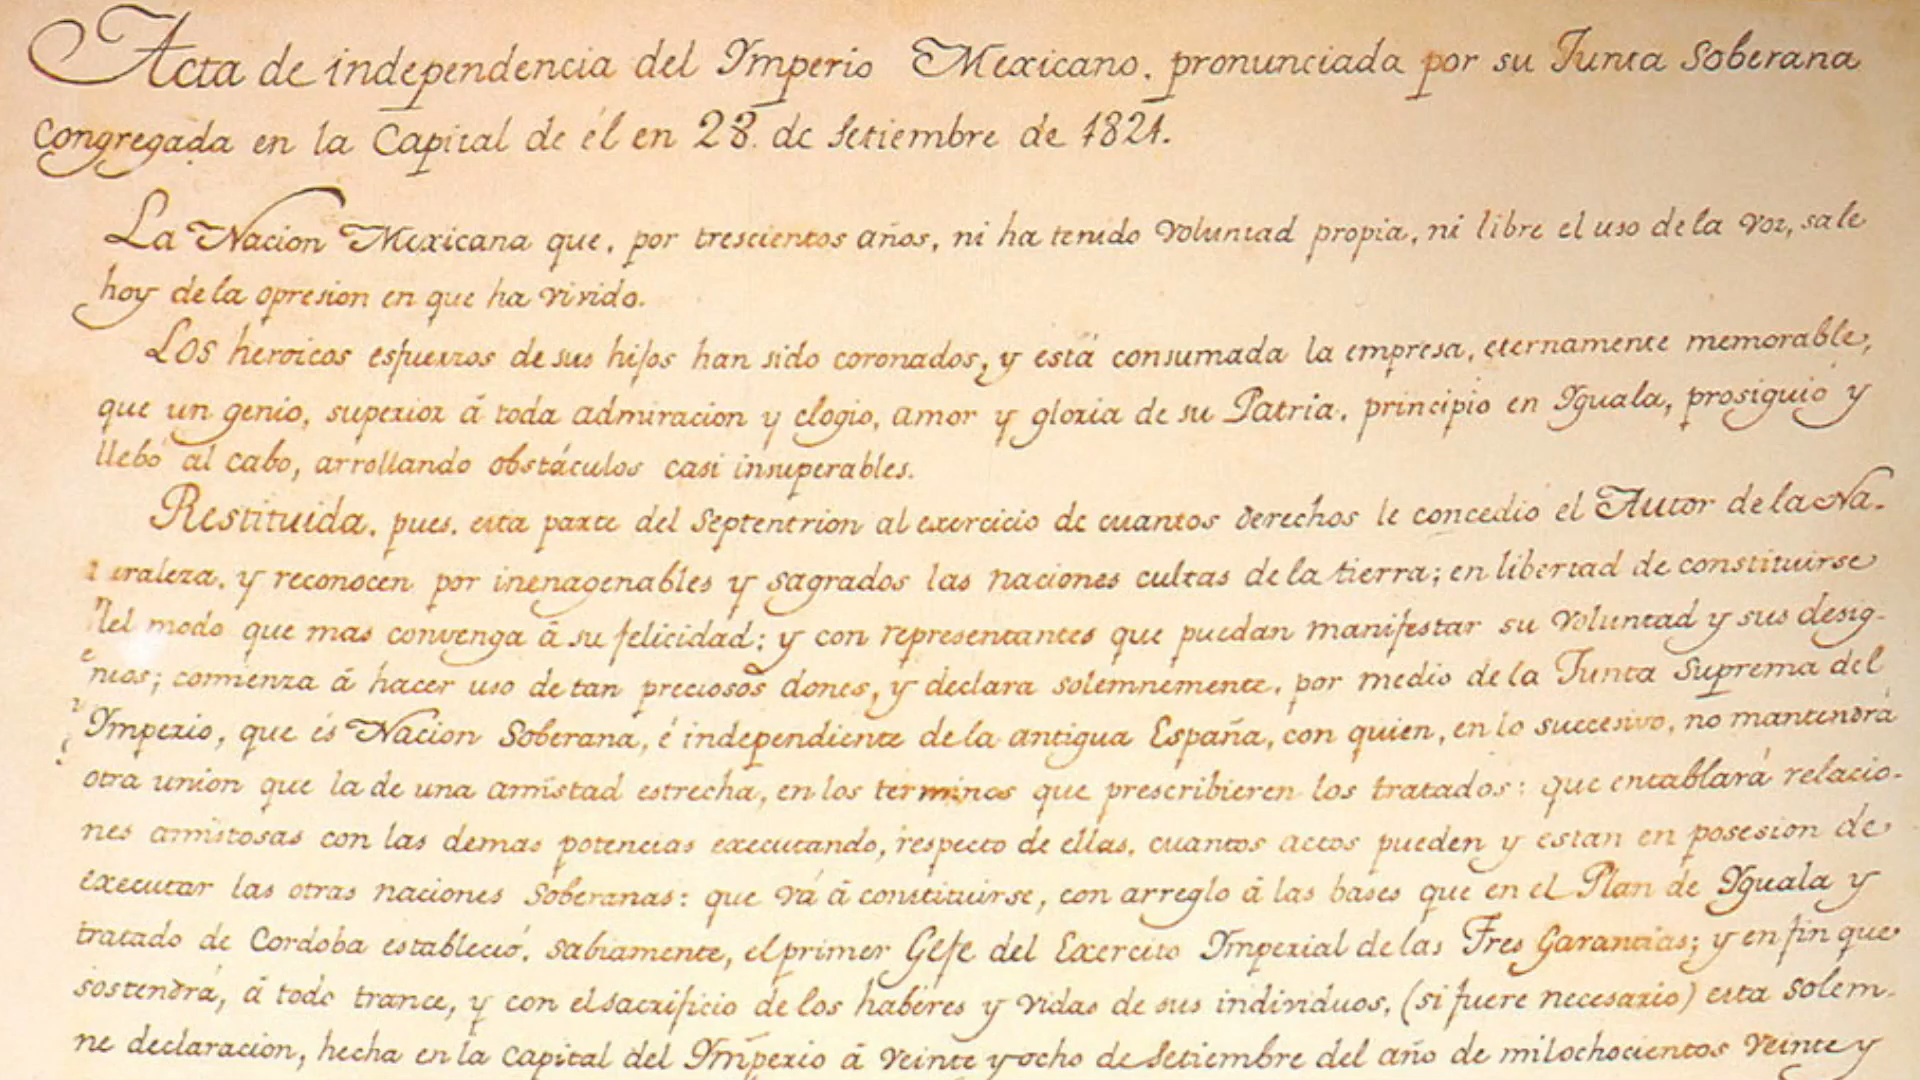 Acta de independencia del Ymperio Mexicano, pronunciada por su Junta Soberana
congregada en la Capital de él en 28 de Setiembre de 1821.
La Nacion Mexicana que, por trescientos años, ni ha tenido voluntad propia, ni libre el uso de la voz, sale
hoy de la opresion en que ha vivido.
Los heroicos esfuerzos de sus hijos han sido coronados, y está consumada la empresa, eternamente memorable,
que un genio, superior á toda admiracion y elogio, amor y gloria de su Patria, principió en Yguala, prosiguió y
llebó al cabo, arrollando obstáculos casi insuperables.
Restituida, pues, esta parte del Septentrion al exercicio de cuantos derechos le concedió el Autor de la Na-
turaleza, y reconocen por inenagenables y sagrados las naciones cultas de la tierra; en libertad de constituirse
del modo que mas convenga á su felicidad; y con representantes que puedan manifestar su voluntad y sus desig-
nios; comienza á hacer uso de tan preciosos dones, y declara solemnemente, por medio de la Junta Suprema del
Ymperio, que és Nacion Soberana, é independiente de la antigua España, con quien, en lo succesivo, no mantendrá
otra union que la de una amistad estrecha, en los terminos que prescribieren los tratados: que entablará relacio-
nes amistosas con las demas potencias executando, respecto de ellas, cuantos actos pueden y estan en posesion de
executar las otras naciones Soberanas: que vá á constituirse, con arreglo á las bases que en el Plan de Yguala y
tratado de Cordoba estableció, sabiamente, el primer Gefe del Exercito Ymperial de las Tres Garantias; y en fin que
sostendrá, á todo trance, y con el sacrificio de los haberes y vidas de sus individuos, (si fuere necesario) esta solem-
ne declaracion, hecha en la capital del Ymperio á veinte y ocho de Setiembre del año de mil ochocientos veinte y